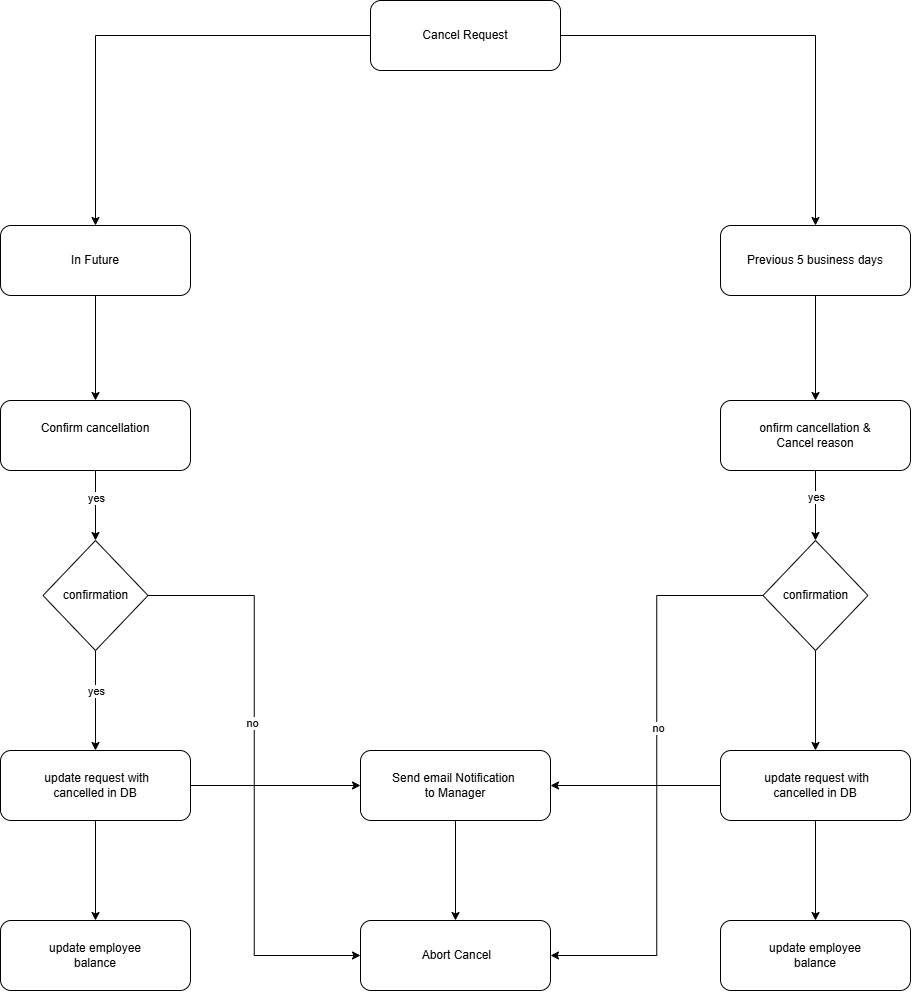 Cancel Request
In Future
Previous 5 business days
Confirm cancellation
onfirm cancellation &
Cancel reason
yes
yes
confirmation
confirmation
yes
no
no
update request with
cancelled in DB
Send email Notification
to Manager
update request with
cancelled in DB
update employee
balance
Abort Cancel
update employee
balance